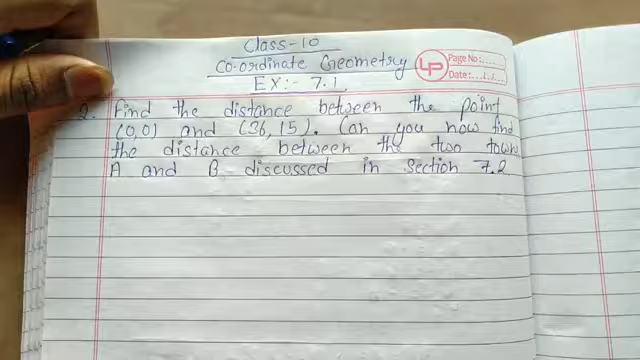 Class-10
Co-ordinate Geometry
EX:- 7.1
LP
Page No:.....
Date:..../..../....
2. Find the distance between the point
(0,0) and (36,15). Can you now find
the distance between the two towns
A and B discussed in Section 7.2